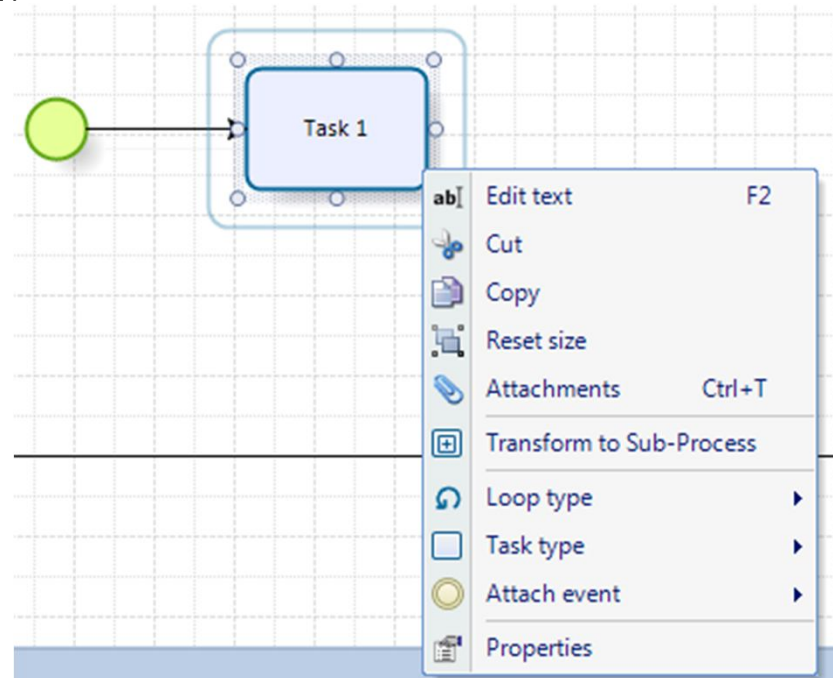 Task 1
abI Edit text F2
Cut
Copy
Reset size
Attachments Ctrl+T
Transform to Sub-Process
Loop type
Task type
Attach event
Properties